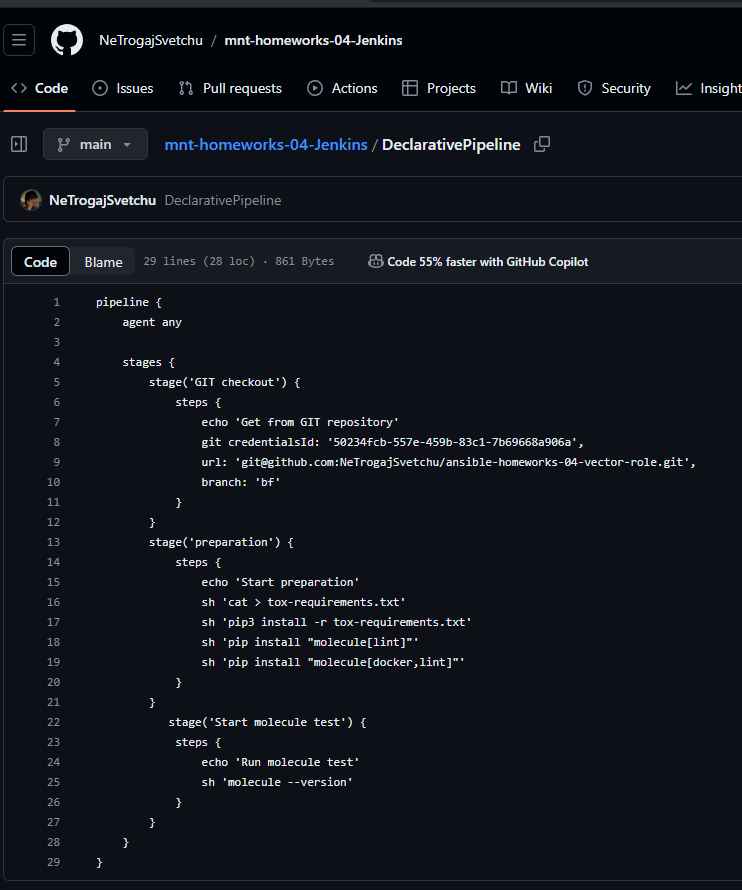 NeTrogajSvetchu / mnt-homeworks-04-Jenkins
Code Issues Pull requests Actions Projects Wiki Security Insight
main mnt-homeworks-04-Jenkins / DeclarativePipeline
NeTrogajSvetchu DeclarativePipeline
Code Blame 29 lines (28 loc) · 861 Bytes Code 55% faster with GitHub Copilot
1 pipeline {
2 agent any
3
4 stages {
5 stage('GIT checkout') {
6 steps {
7 echo 'Get from GIT repository'
8 git credentialsId: '50234fcb-557e-459b-83c1-7b69668a906a',
9 url: 'git@github.com:NeTrogajSvetchu/ansible-homeworks-04-vector-role.git',
10 branch: 'bf'
11 }
12 }
13 stage('preparation') {
14 steps {
15 echo 'Start preparation'
16 sh 'cat > tox-requirements.txt'
17 sh 'pip3 install -r tox-requirements.txt'
18 sh 'pip install "molecule[lint]"'
19 sh 'pip install "molecule[docker,lint]"'
20 }
21 }
22 stage('Start molecule test') {
23 steps {
24 echo 'Run molecule test'
25 sh 'molecule --version'
26 }
27 }
28 }
29 }